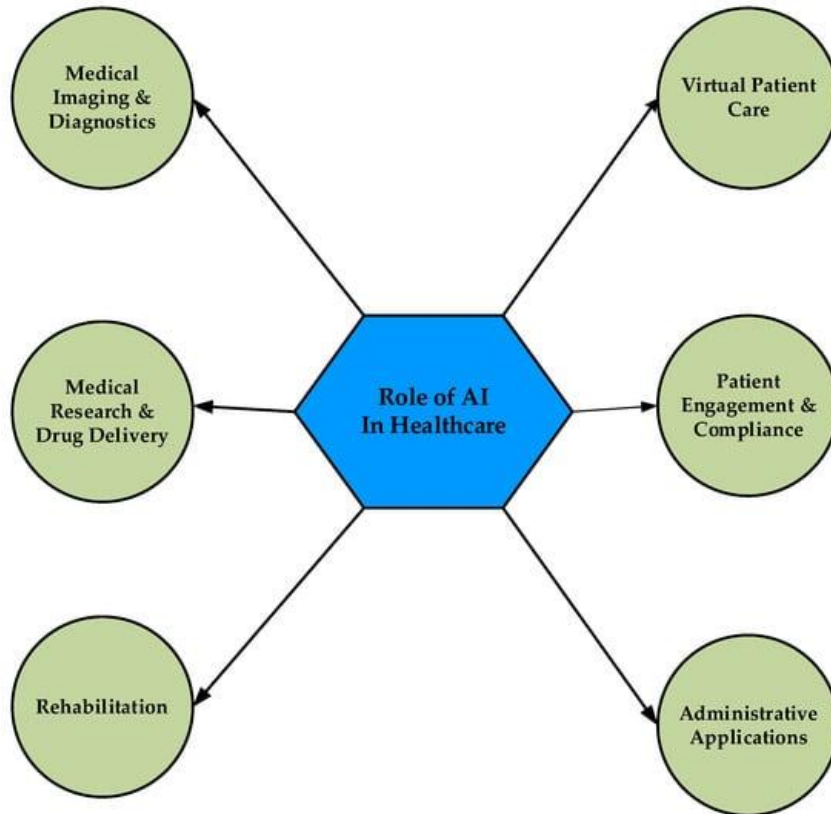 Medical
Imaging &
Diagnostics
Virtual Patient
Care
Medical
Research &
Drug Delivery
Role of AI
In Healthcare
Patient
Engagement &
Compliance
Rehabilitation
Administrative
Applications